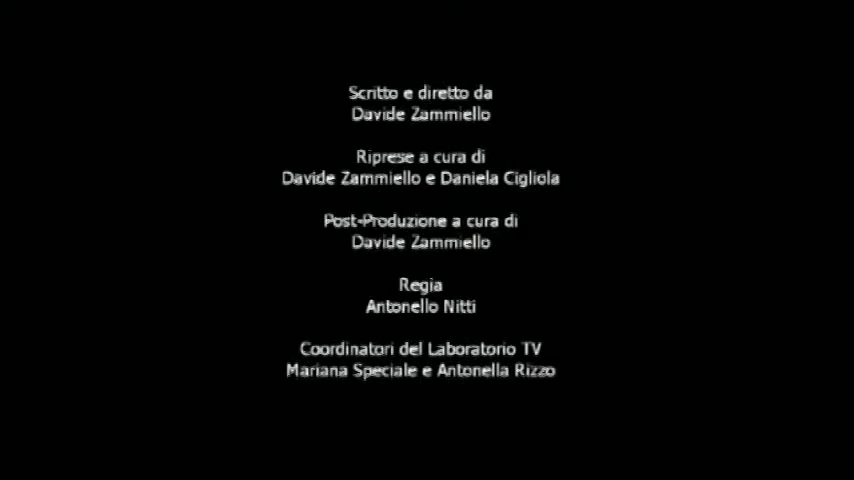 Scritto e diretto da
Davide Zammiello
Riprese a cura di
Davide Zammiello e Daniela Cigliola
Post-Produzione a cura di
Davide Zammiello
Regia
Antonello Nitti
Coordinatori del Laboratorio TV
Mariana Speciale e Antonella Rizzo